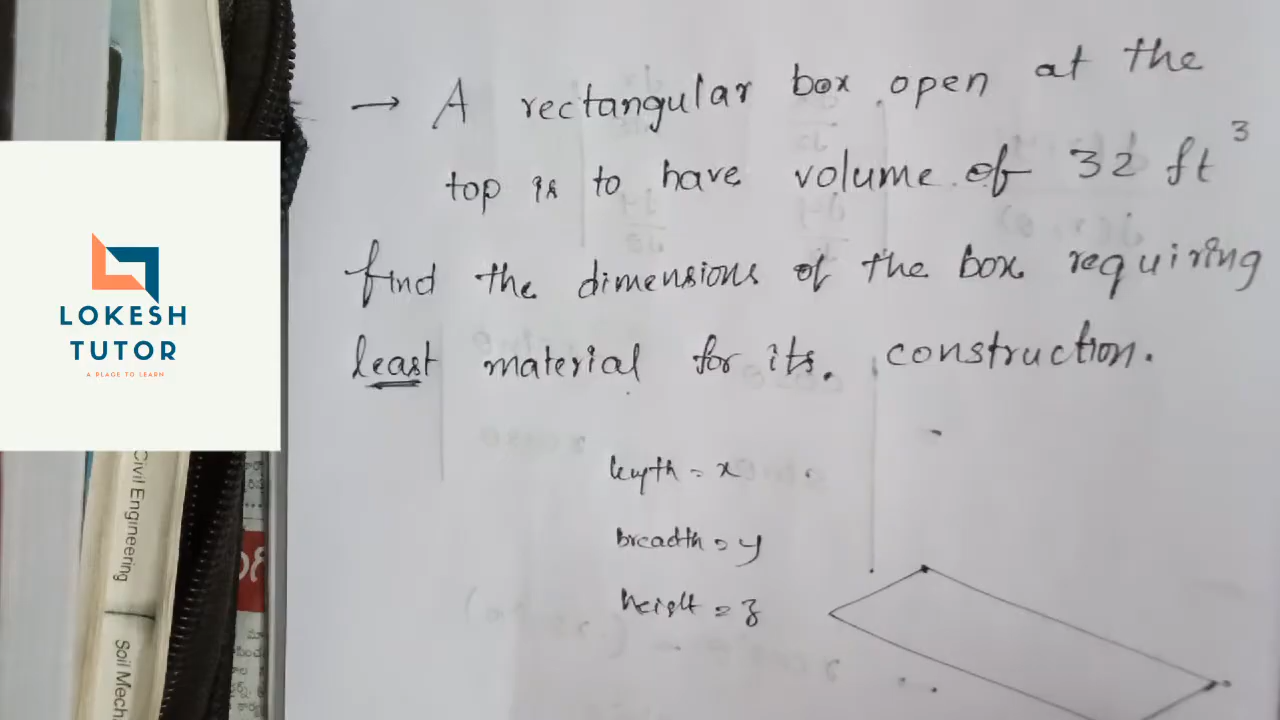 → A rectangular box open at the
top is to have volume of 32 ft³
find the dimensions of the box requiring
least material for its. construction.
length = x
breadth = y
height = z
LOKESH
TUTOR
A PLACE TO LEARN
Civil Engineering
Soil Mech